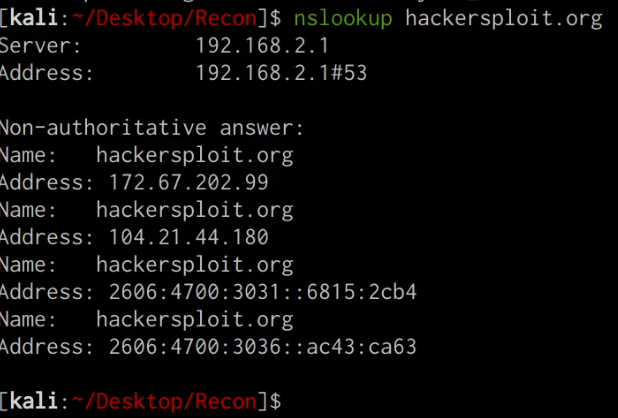 [kali:~/Desktop/Recon]$ nslookup hackersploit.org
Server: 192.168.2.1
Address: 192.168.2.1#53
Non-authoritative answer:
Name: hackersploit.org
Address: 172.67.202.99
Name: hackersploit.org
Address: 104.21.44.180
Name: hackersploit.org
Address: 2606:4700:3031::6815:2cb4
Name: hackersploit.org
Address: 2606:4700:3036::ac43:ca63
[kali:~/Desktop/Recon]$